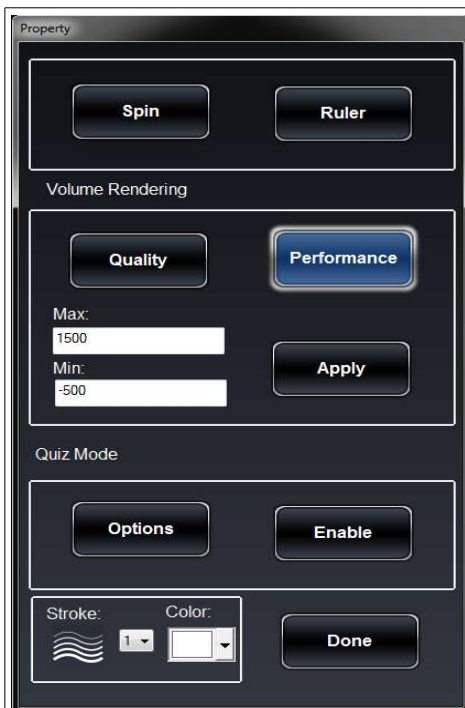 Property
Spin Ruler
Volume Rendering
Quality Performance
Max:
1500
Min:
-500
Apply
Quiz Mode
Options Enable
Stroke: Color:
1
Done